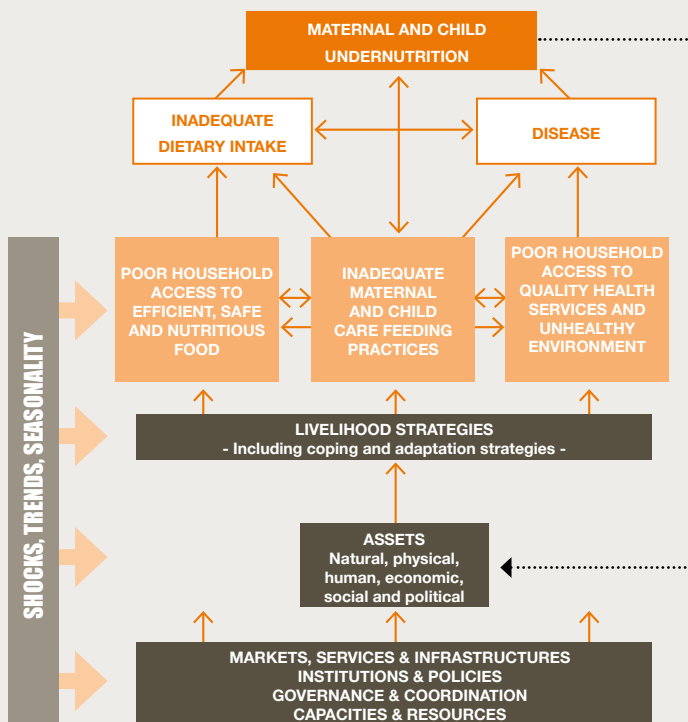 MATERNAL AND CHILD
UNDERNUTRITION
INADEQUATE
DIETARY INTAKE
DISEASE
POOR HOUSEHOLD
ACCESS TO
EFFICIENT, SAFE
AND NUTRITIOUS
FOOD
INADEQUATE
MATERNAL
AND CHILD
CARE FEEDING
PRACTICES
POOR HOUSEHOLD
ACCESS TO
QUALITY HEALTH
SERVICES AND
UNHEALTHY
ENVIRONMENT
SHOCKS, TRENDS, SEASONALITY
LIVELIHOOD STRATEGIES
- Including coping and adaptation strategies -
ASSETS
Natural, physical,
human, economic,
social and political
MARKETS, SERVICES & INFRASTRUCTURES
INSTITUTIONS & POLICIES
GOVERNANCE & COORDINATION
CAPACITIES & RESOURCES